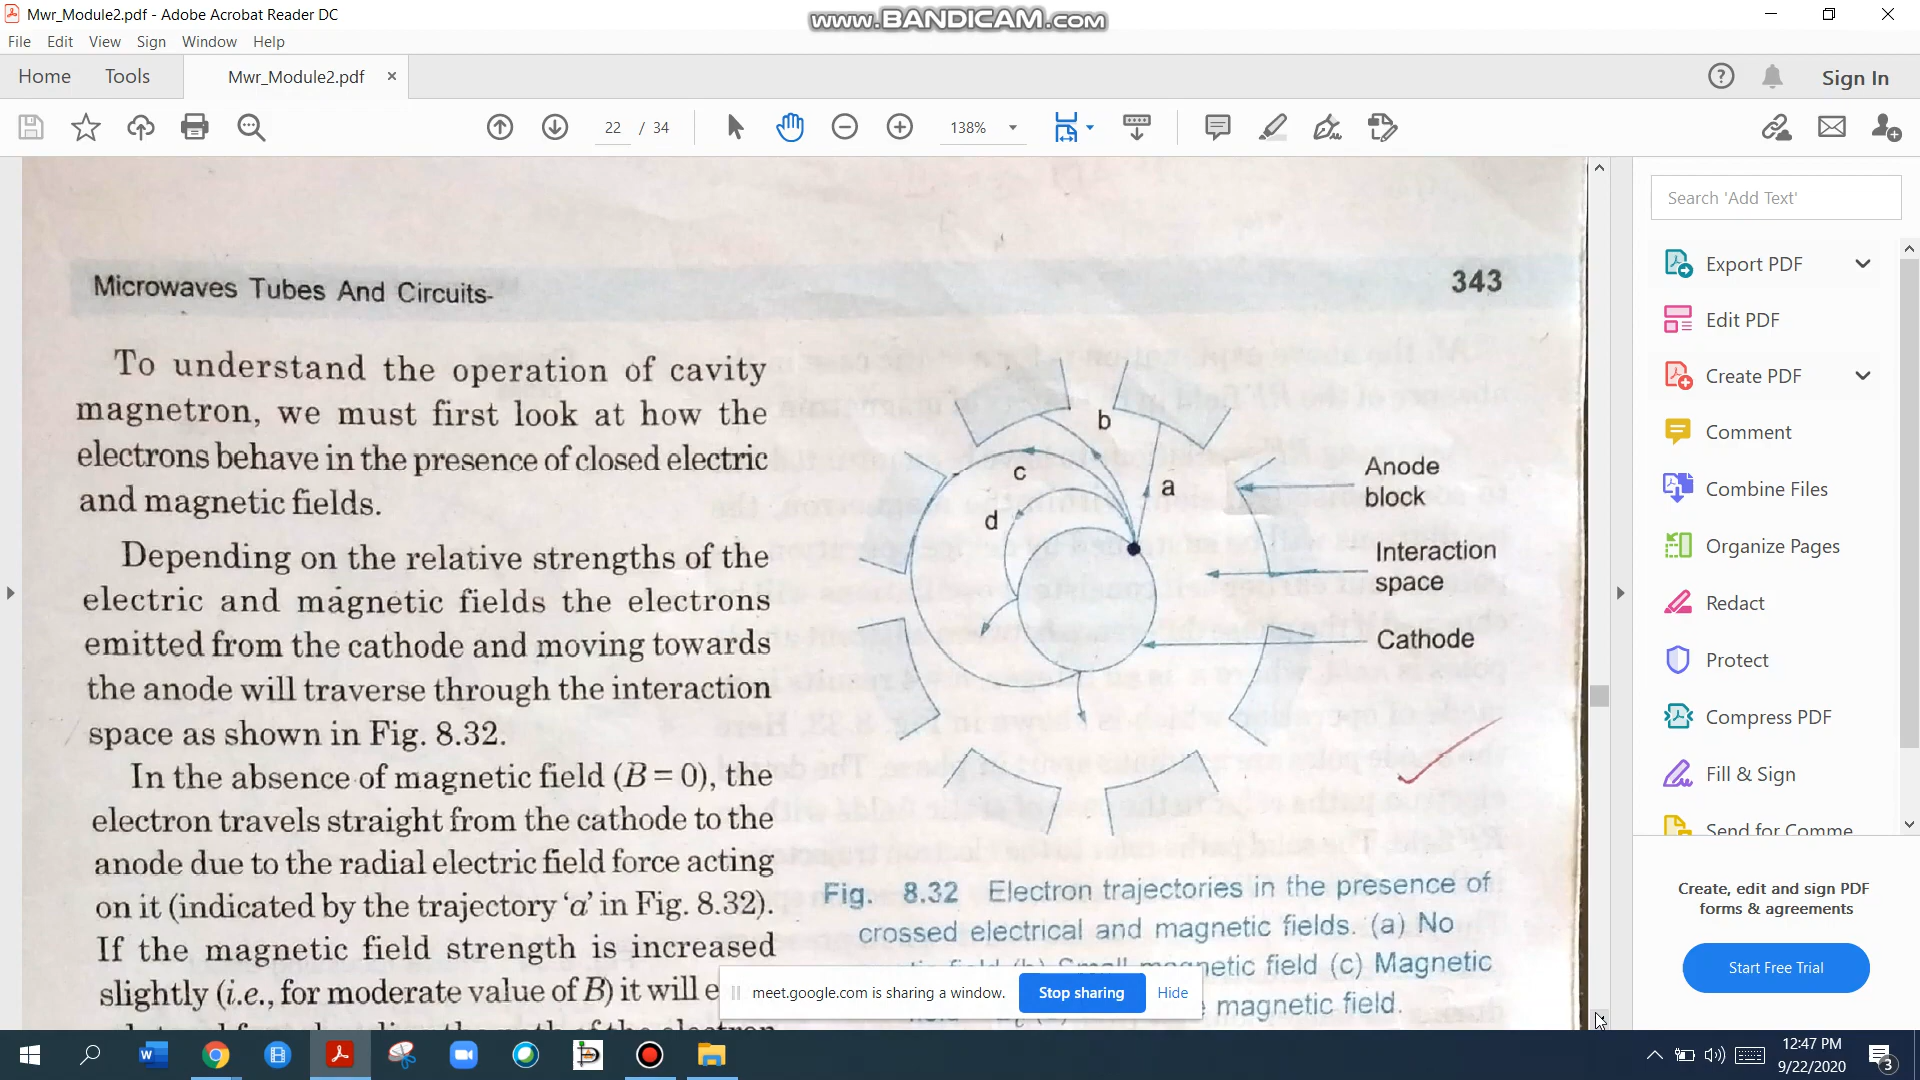 Mwr_Module2.pdf - Adobe Acrobat Reader DC
www.BANDICAM.com
File Edit View Sign Window Help
Home Tools Mwr_Module2.pdf × Sign In
22 / 34 138%
Search 'Add Text'
Export PDF
Edit PDF
Create PDF
Comment
Combine Files
Organize Pages
Redact
Protect
Compress PDF
Fill & Sign
Send for Comme
Create, edit and sign PDF
forms & agreements
Start Free Trial
Microwaves Tubes And Circuits- 343
To understand the operation of cavity
magnetron, we must first look at how the
electrons behave in the presence of closed electric
and magnetic fields.
Depending on the relative strengths of the
electric and magnetic fields the electrons
emitted from the cathode and moving towards
the anode will traverse through the interaction
space as shown in Fig. 8.32.
In the absence of magnetic field (B = 0), the
electron travels straight from the cathode to the
anode due to the radial electric field force acting
on it (indicated by the trajectory 'a' in Fig. 8.32).
If the magnetic field strength is increased
slightly (i.e., for moderate value of B) it will
b
c
a
d
Anode
block
Interaction
space
Cathode
Fig. 8.32 Electron trajectories in the presence of
crossed electrical and magnetic fields. (a) No
magnetic field (c) Magnetic
magnetic field.
meet.google.com is sharing a window. Stop sharing Hide
12:47 PM
9/22/2020
3